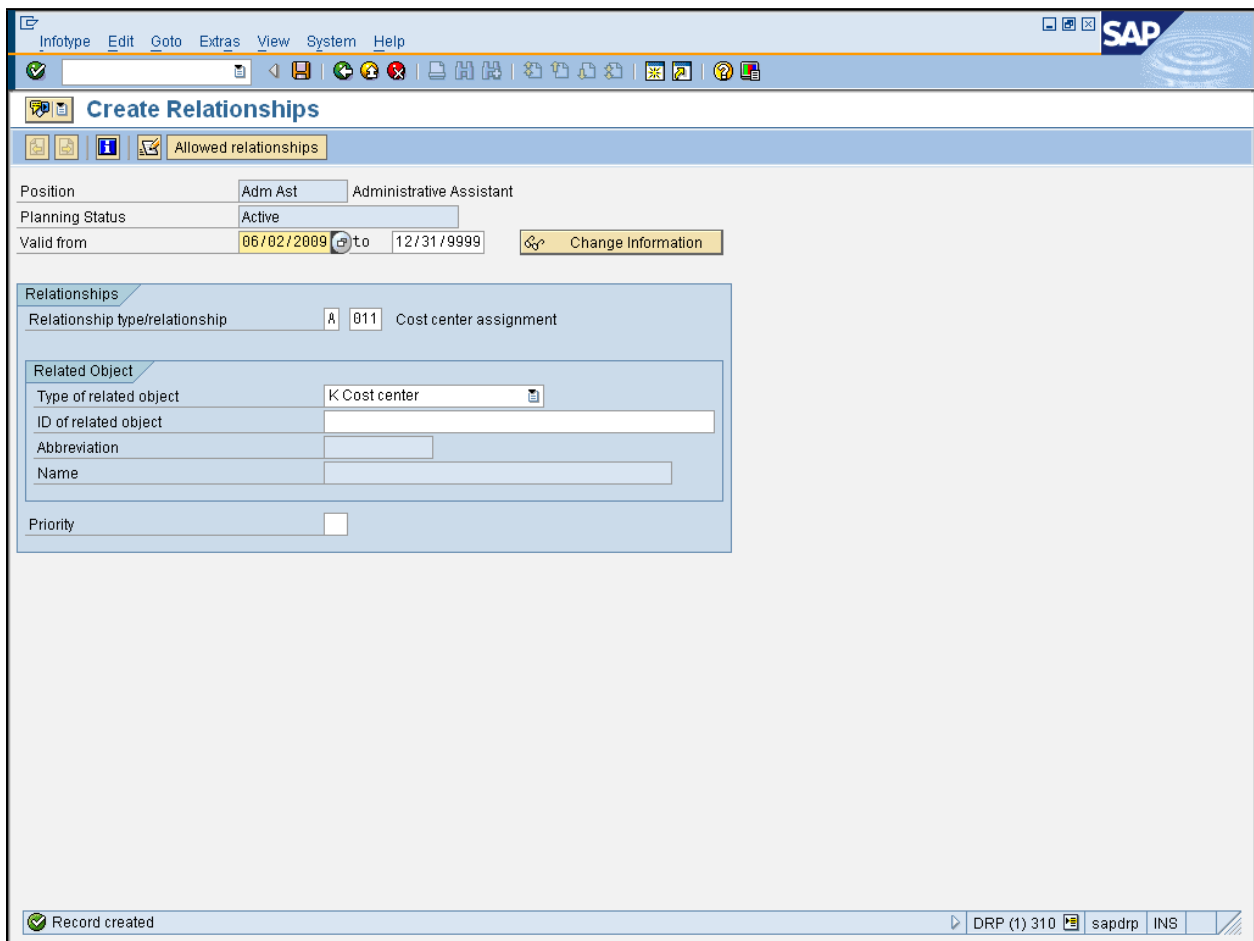 Infotype Edit Goto Extras View System Help
SAP
Create Relationships
Allowed relationships
Position Adm Ast Administrative Assistant
Planning Status Active
Valid from 06/02/2009 to 12/31/9999 Change Information
Relationships
Relationship type/relationship A 011 Cost center assignment
Related Object
Type of related object K Cost center
ID of related object
Abbreviation
Name
Priority
Record created DRP (1) 310 sapdrp INS